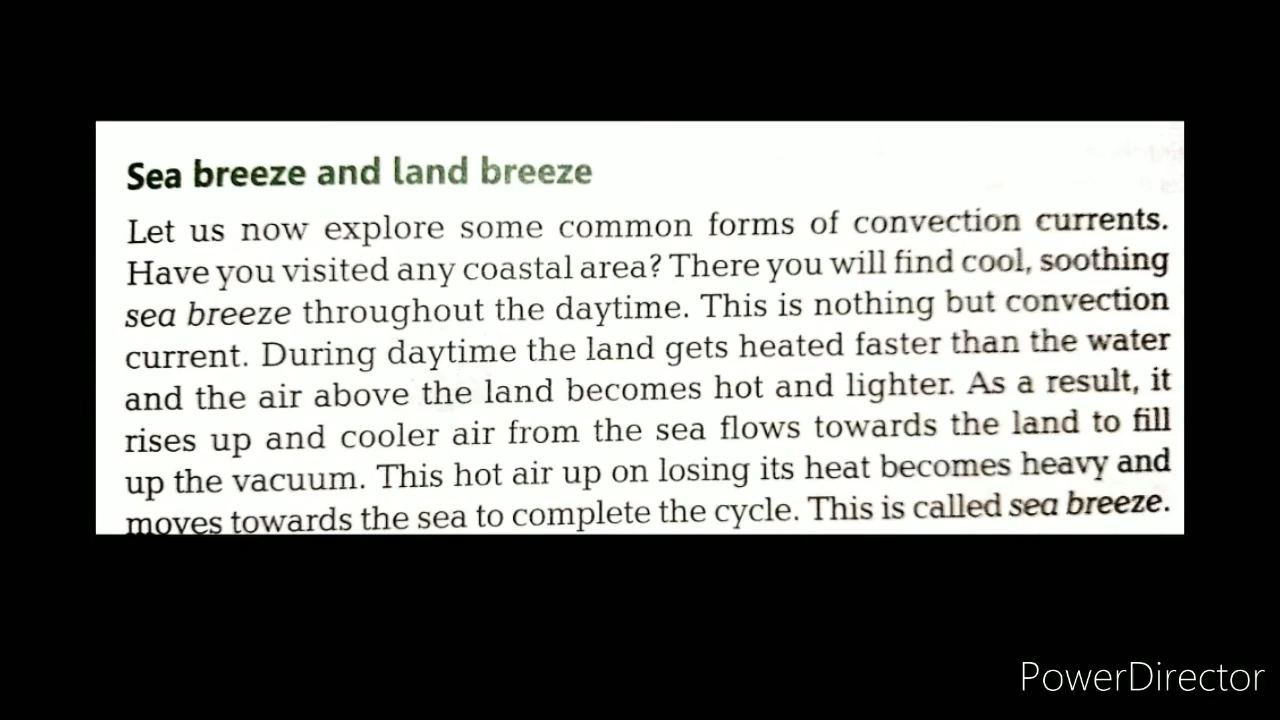 Sea breeze and land breeze
Let us now explore some common forms of convection currents.
Have you visited any coastal area? There you will find cool, soothing
sea breeze throughout the daytime. This is nothing but convection
current. During daytime the land gets heated faster than the water
and the air above the land becomes hot and lighter. As a result, it
rises up and cooler air from the sea flows towards the land to fill
up the vacuum. This hot air up on losing its heat becomes heavy and
moves towards the sea to complete the cycle. This is called sea breeze.
PowerDirector